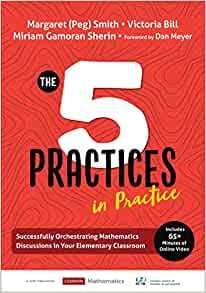 Margaret (Peg) Smith • Victoria Bill
Miriam Gamoran Sherin • Foreword by Dan Meyer
THE
5
PRACTICES
in Practice
Successfully Orchestrating Mathematics
Discussions in Your Elementary Classroom
Includes
65+
Minutes of
Online Video
CORWIN Mathematics